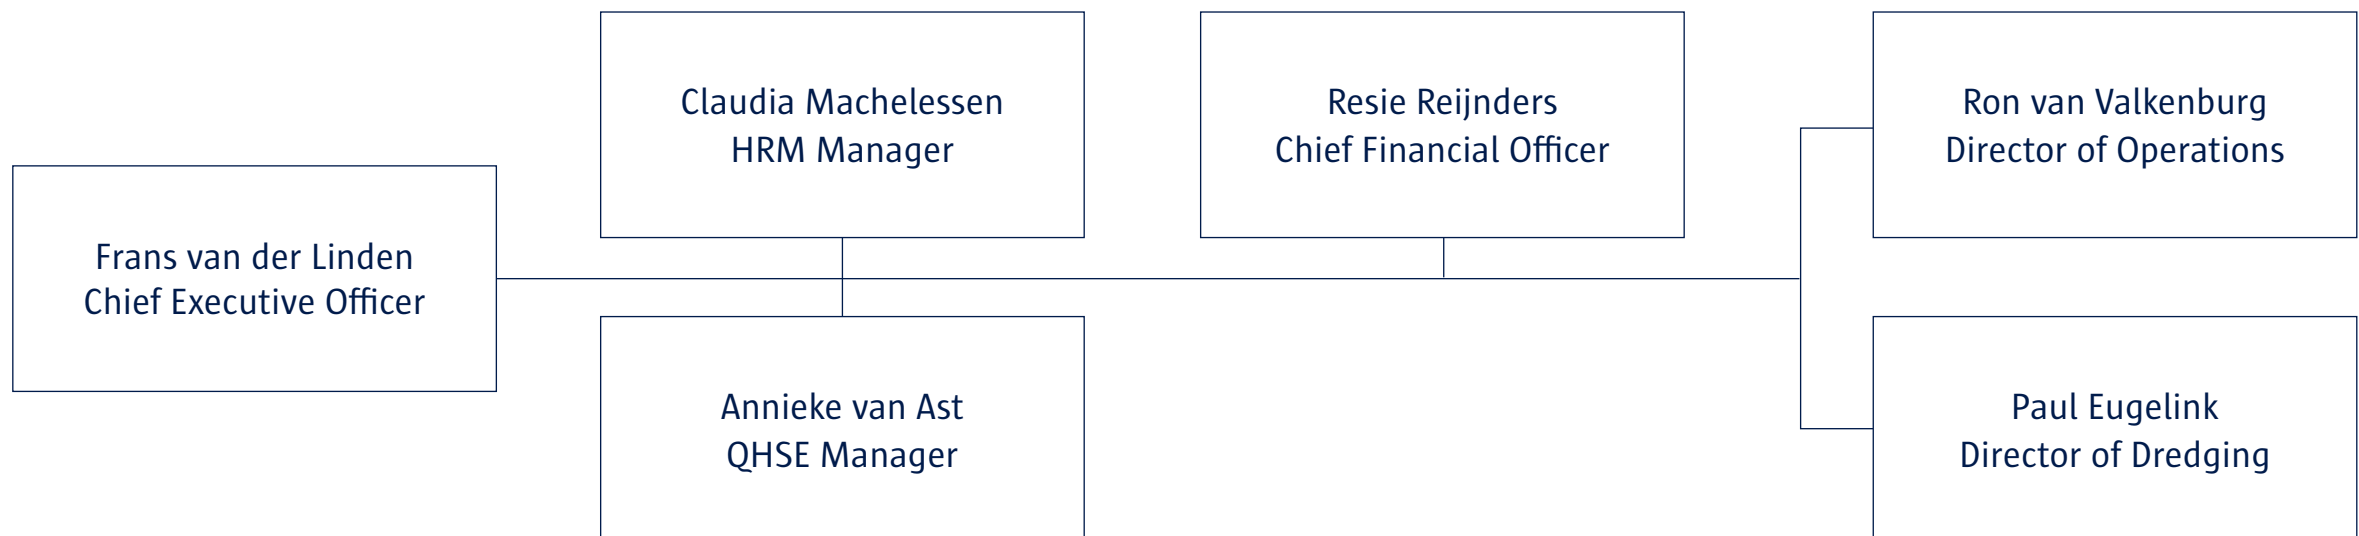 Claudia Machelessen
HRM Manager
Resie Reijnders
Chief Financial Officer
Ron van Valkenburg
Director of Operations
Frans van der Linden
Chief Executive Officer
Annieke van Ast
QHSE Manager
Paul Eugelink
Director of Dredging